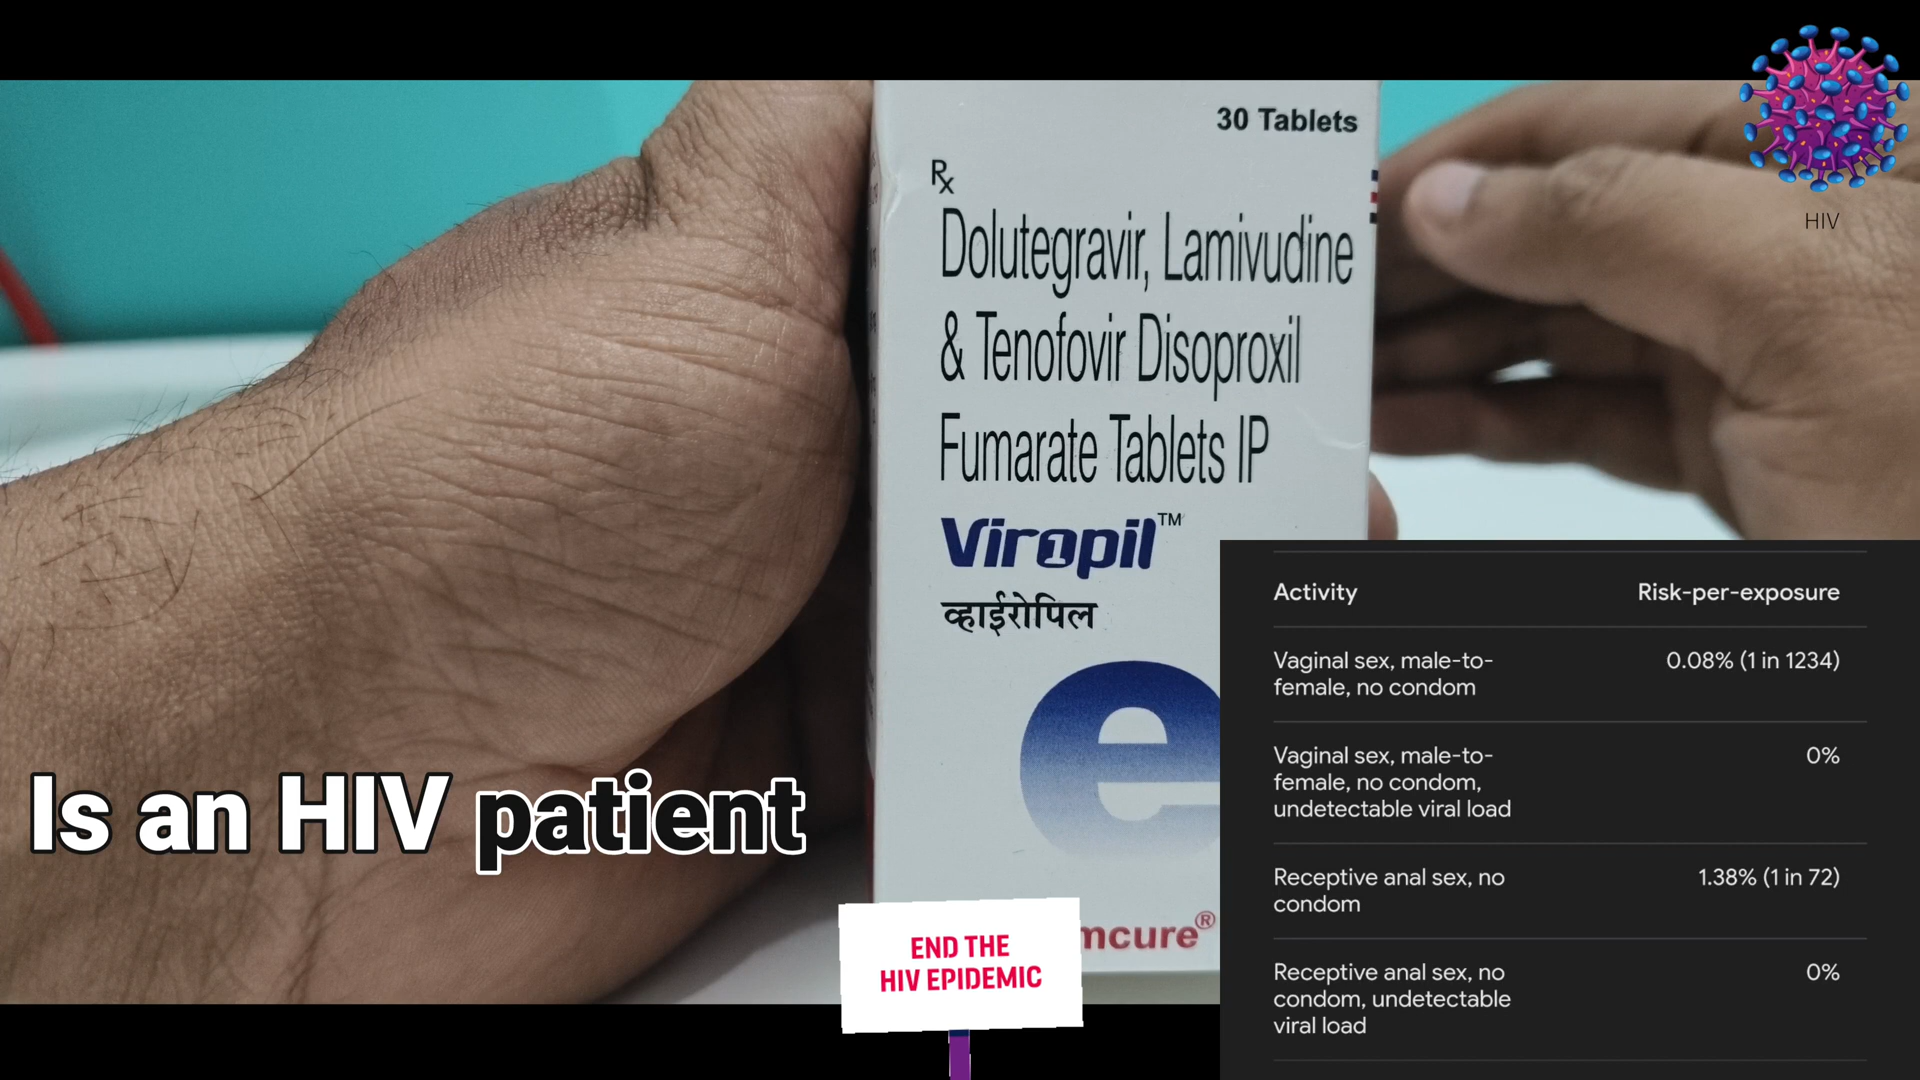 30 Tablets
Rx
Dolutegravir, Lamivudine
& Tenofovir Disoproxil
Fumarate Tablets IP
Viropil™
व्हाईरोपिल
e
mcure®
HIV
Is an HIV patient
END THE
HIV EPIDEMIC
Activity Risk-per-exposure
Vaginal sex, male-to- 0.08% (1 in 1234)
female, no condom
Vaginal sex, male-to- 0%
female, no condom,
undetectable viral load
Receptive anal sex, no 1.38% (1 in 72)
condom
Receptive anal sex, no 0%
condom, undetectable
viral load